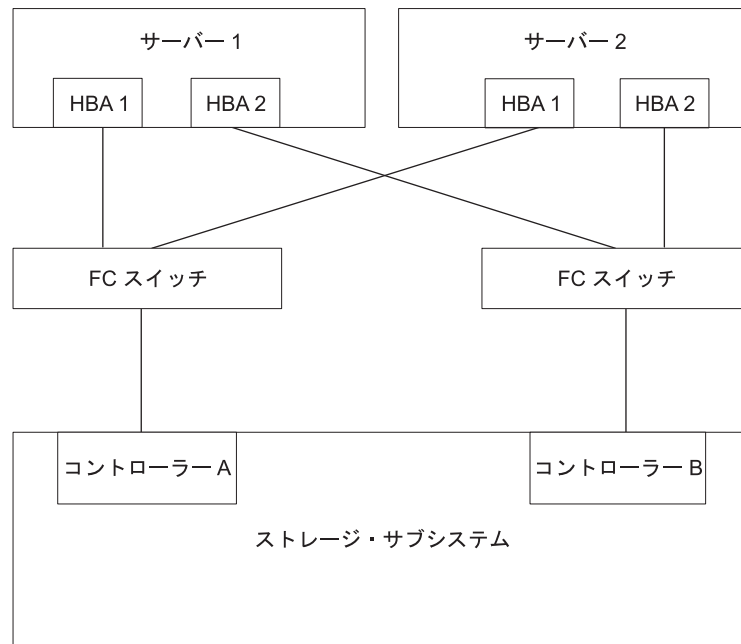 サーバー 1
サーバー 2
HBA 1
HBA 2
HBA 1
HBA 2
FC スイッチ
FC スイッチ
コントローラー A
コントローラー B
ストレージ・サブシステム